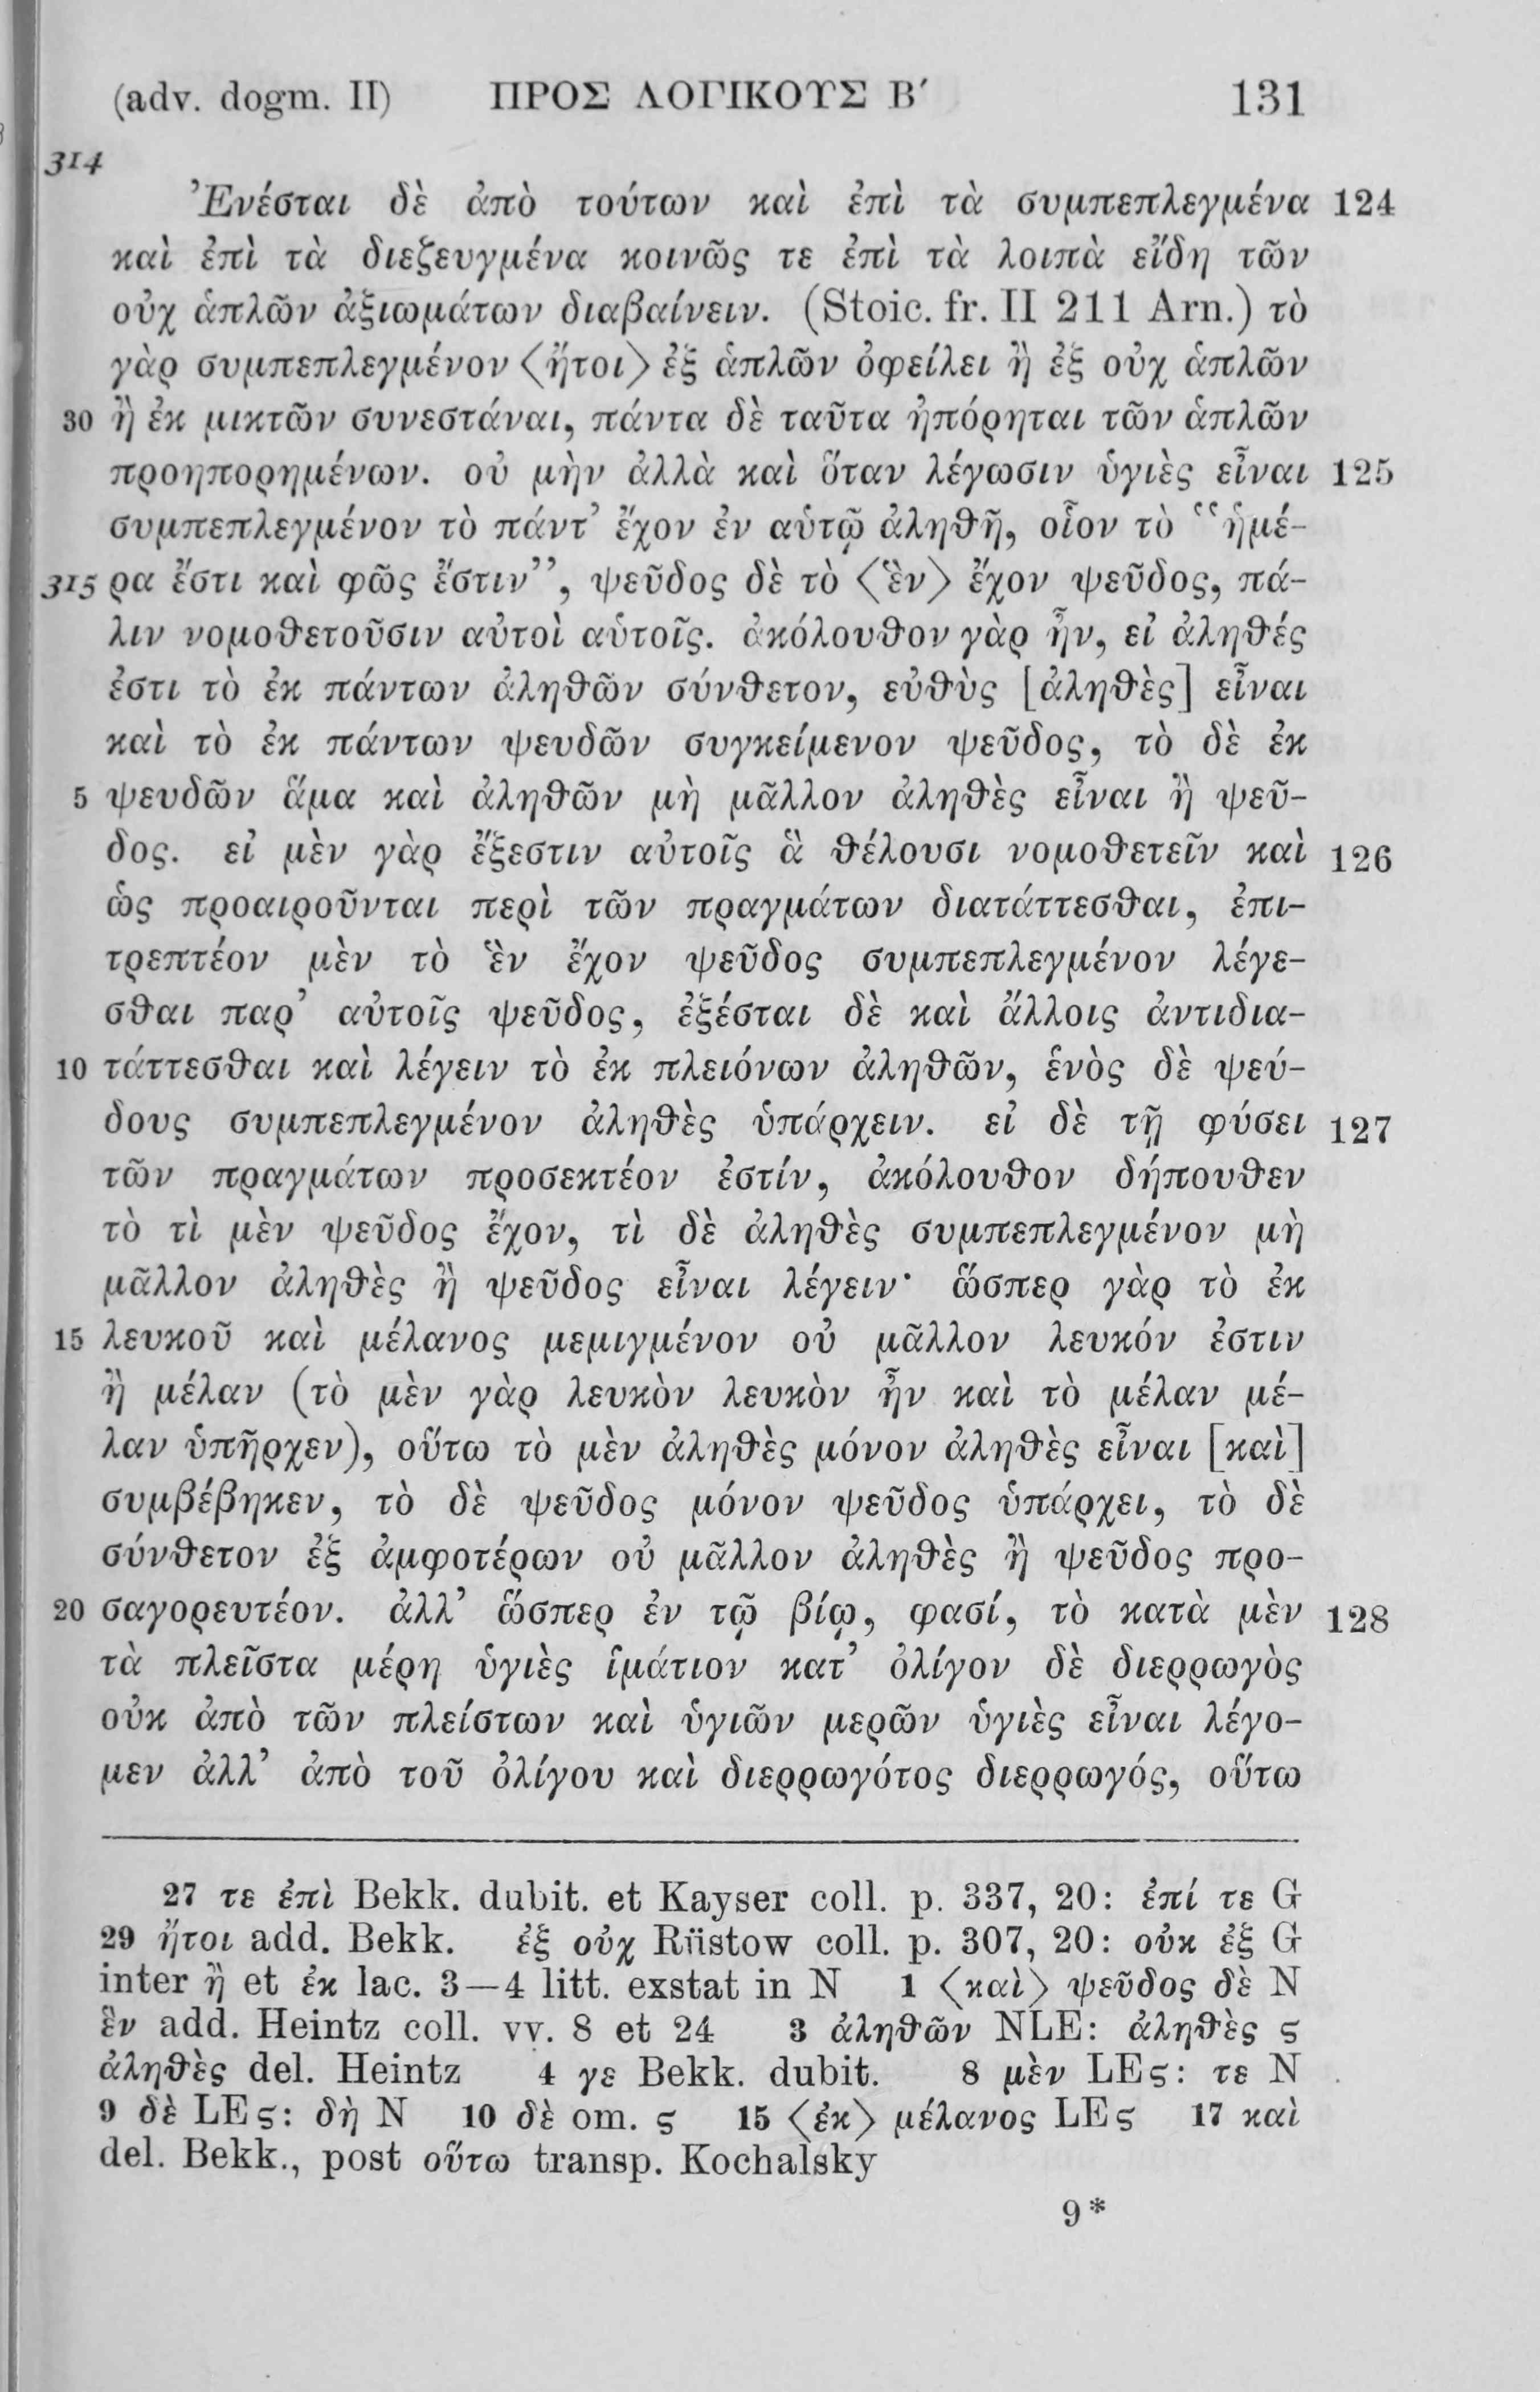 (adv. dogm. II) ΠΡΟΣ ΛΟΓΙΚΟΥΣ Β′ 131
314
Ἐνέσται δὲ ἀπὸ τούτων καὶ ἐπὶ τὰ συμπεπλεγμένα 124
καὶ ἐπὶ τὰ διεζευγμένα κοινῶς τε ἐπὶ τὰ λοιπὰ εἴδη τῶν
οὐχ ἁπλῶν ἀξιωμάτων διαβαίνειν. (Stoic. fr. II 211 Arn.) τὸ
γὰρ συμπεπλεγμένον ⟨ἤτοι⟩ ἐξ ἁπλῶν ὀφείλει ἢ ἐξ οὐχ ἁπλῶν
30 ἢ ἐκ μικτῶν συνεστάναι, πάντα δὲ ταῦτα ἠπόρηται τῶν ἁπλῶν
προηπορημένων. οὐ μὴν ἀλλὰ καὶ ὅταν λέγωσιν ὑγιὲς εἶναι 125
συμπεπλεγμένον τὸ πάντ’ ἔχον ἐν αὑτῷ ἀληθῆ, οἷον τὸ “ἡμέ-
315 ρα ἔστι καὶ φῶς ἔστιν”, ψεῦδος δὲ τὸ ⟨ἓν⟩ ἔχον ψεῦδος, πά-
λιν νομοθετοῦσιν αὐτοὶ αὑτοῖς. ἀκόλουθον γὰρ ἦν, εἰ ἀληθές
ἐστι τὸ ἐκ πάντων ἀληθῶν σύνθετον, εὐθὺς [ἀληθὲς] εἶναι
καὶ τὸ ἐκ πάντων ψευδῶν συγκείμενον ψεῦδος, τὸ δὲ ἐκ
5 ψευδῶν ἅμα καὶ ἀληθῶν μὴ μᾶλλον ἀληθὲς εἶναι ἢ ψεῦ-
δος. εἰ μὲν γὰρ ἔξεστιν αὐτοῖς ἃ θέλουσι νομοθετεῖν καὶ 126
ὡς προαιροῦνται περὶ τῶν πραγμάτων διατάττεσθαι, ἐπι-
τρεπτέον μὲν τὸ ἓν ἔχον ψεῦδος συμπεπλεγμένον λέγε-
σθαι παρ’ αὐτοῖς ψεῦδος, ἐξέσται δὲ καὶ ἄλλοις ἀντιδια-
10 τάττεσθαι καὶ λέγειν τὸ ἐκ πλειόνων ἀληθῶν, ἑνὸς δὲ ψεύ-
δους συμπεπλεγμένον ἀληθὲς ὑπάρχειν. εἰ δὲ τῇ φύσει 127
τῶν πραγμάτων προσεκτέον ἐστίν, ἀκόλουθον δήπουθεν
τὸ τὶ μὲν ψεῦδος ἔχον, τὶ δὲ ἀληθὲς συμπεπλεγμένον μὴ
μᾶλλον ἀληθὲς ἢ ψεῦδος εἶναι λέγειν· ὥσπερ γὰρ τὸ ἐκ
15 λευκοῦ καὶ μέλανος μεμιγμένον οὐ μᾶλλον λευκόν ἐστιν
ἢ μέλαν (τὸ μὲν γὰρ λευκὸν λευκὸν ἦν καὶ τὸ μέλαν μέ-
λαν ὑπῆρχεν), οὕτω τὸ μὲν ἀληθὲς μόνον ἀληθὲς εἶναι [καὶ]
συμβέβηκεν, τὸ δὲ ψεῦδος μόνον ψεῦδος ὑπάρχει, τὸ δὲ
σύνθετον ἐξ ἀμφοτέρων οὐ μᾶλλον ἀληθὲς ἢ ψεῦδος προ-
20 σαγορευτέον. ἀλλ’ ὥσπερ ἐν τῷ βίῳ, φασί, τὸ κατὰ μὲν 128
τὰ πλεῖστα μέρη ὑγιὲς ἱμάτιον κατ’ ὀλίγον δὲ διερρωγὸς
οὐκ ἀπὸ τῶν πλείστων καὶ ὑγιῶν μερῶν ὑγιὲς εἶναι λέγο-
μεν ἀλλ’ ἀπὸ τοῦ ὀλίγου καὶ διερρωγότος διερρωγός, οὕτω
27 τε ἐπὶ Bekk. dubit. et Kayser coll. p. 337, 20: ἐπί τε G
29 ἤτοι add. Bekk. ἐξ οὐχ Rüstow coll. p. 307, 20: οὐκ ἐξ G
inter ἢ et ἐκ lac. 3—4 litt. exstat in N 1 ⟨καὶ⟩ ψεῦδος δὲ N
ἓν add. Heintz coll. vv. 8 et 24 3 ἀληθῶν NLE: ἀληθὲς ς
ἀληθὲς del. Heintz 4 γε Bekk. dubit. 8 μὲν LEς: τε N
9 δὲ LEς: δὴ N 10 δὲ om. ς 15 ⟨ἐκ⟩ μέλανος LEς 17 καὶ
del. Bekk., post οὕτω transp. Kochalsky
9*